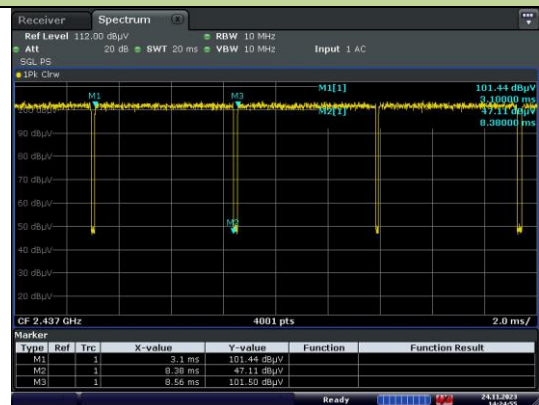 Receiver Spectrum
Ref Level 112.00 dBµV RBW 10 MHz
Att 20 dB SWT 20 ms VBW 10 MHz Input 1 AC
SGL PS
1Pk Clrw
M1[1] 101.44 dBµV
3.10000 ms
M2[1] 47.11 dBµV
8.38000 ms
M1
M3
M2
100 dBµV
90 dBµV
80 dBµV
70 dBµV
60 dBµV
50 dBµV
40 dBµV
30 dBµV
20 dBµV
CF 2.437 GHz 4001 pts 2.0 ms/
Marker
Type Ref Trc X-value Y-value Function Function Result
M1 1 3.1 ms 101.44 dBµV
M2 1 8.38 ms 47.11 dBµV
M3 1 8.56 ms 101.50 dBµV
Ready 24.11.2023
14:24:55